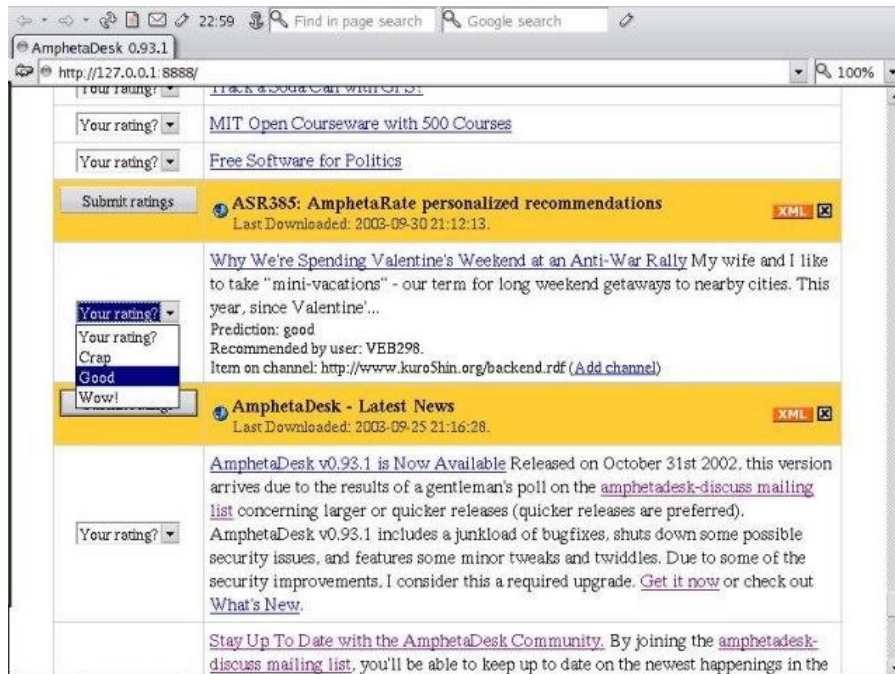 22:59 Find in page search Google search
AmphetaDesk 0.93.1
http://127.0.0.1:8888/ 100%
Your rating? Track a Soda Can with GPS?
Your rating? MIT Open Courseware with 500 Courses
Your rating? Free Software for Politics
Submit ratings ASR385: AmphetaRate personalized recommendations XML
Last Downloaded: 2003-09-30 21:12:13.
Why We're Spending Valentine's Weekend at an Anti-War Rally My wife and I like
to take "mini-vacations" - our term for long weekend getaways to nearby cities. This
year, since Valentine'...
Your rating?
Prediction: good
Recommended by user: VEB298.
Item on channel: http://www.kuro5hin.org/backend.rdf (Add channel)
Your rating?
Crap
Good
Wow!
AmphetaDesk - Latest News XML
Last Downloaded: 2003-09-25 21:16:28.
AmphetaDesk v0.93.1 is Now Available Released on October 31st 2002, this version
arrives due to the results of a gentleman's poll on the amphetadesk-discuss mailing
list concerning larger or quicker releases (quicker releases are preferred).
Your rating? AmphetaDesk v0.93.1 includes a junkload of bugfixes, shuts down some possible
security issues, and features some minor tweaks and twiddles. Due to some of the
security improvements, I consider this a required upgrade. Get it now or check out
What's New.
Stay Up To Date with the AmphetaDesk Community. By joining the amphetadesk-
discuss mailing list, you'll be able to keep up to date on the newest happenings in the